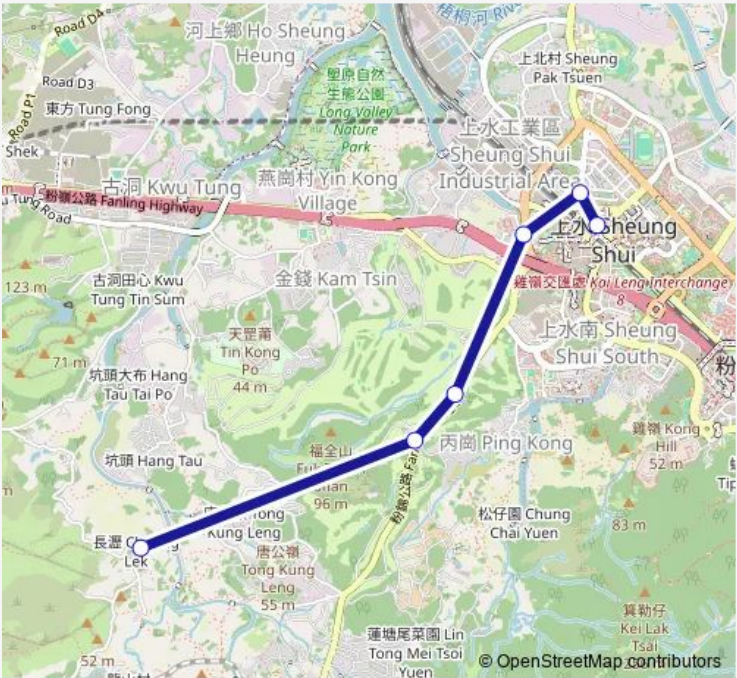 Road D4
河上鄉 Ho Sheung
Heung
梧桐河 River
上北村 Sheung
Pak Tsuen
塱原自然
生態公園
Long Valley
Nature
Park
Road D3
東方 Tung Fong
Road P1
Shek
上水工業區
Sheung Shui
Industrial Area
古洞 Kwu Tung
燕崗村 Yin Kong
Village
粉嶺公路 Fanling Highway
Tung Road
上水 Sheung
Shui
古洞田心 Kwu
Tung Tin Sum
金錢 Kam Tsin
雞嶺交匯處 Kai Leng Interchange
8
123 m
天罡莆
Tin Kong
Po
44 m
上水南 Sheung
Shui South
71 m
粉
坑頭大布 Hang
Tau Tai Po
雞嶺 Kong
Hill
52 m
丙崗 Ping Kong
福全山
96 m
坑頭 Hang Tau
粉錦公路 Fan
Kung Leng
松仔園 Chung
Chai Yuen
83 m
長瀝
Lek
唐公嶺
Tong Kung
Leng
55 m
箕勒仔
Kei Lak
Tsai
蓮塘尾菜園 Lin
Tong Mei Tsoi
Yuen
52 m
© OpenStreetMap contributors